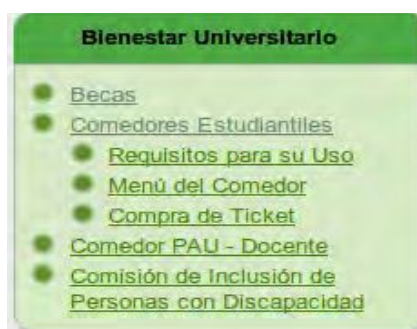 Bienestar Universitario
Becas
Comedores Estudiantiles
Requisitos para su Uso
Menú del Comedor
Compra de Ticket
Comedor PAU - Docente
Comisión de Inclusión de
Personas con Discapacidad